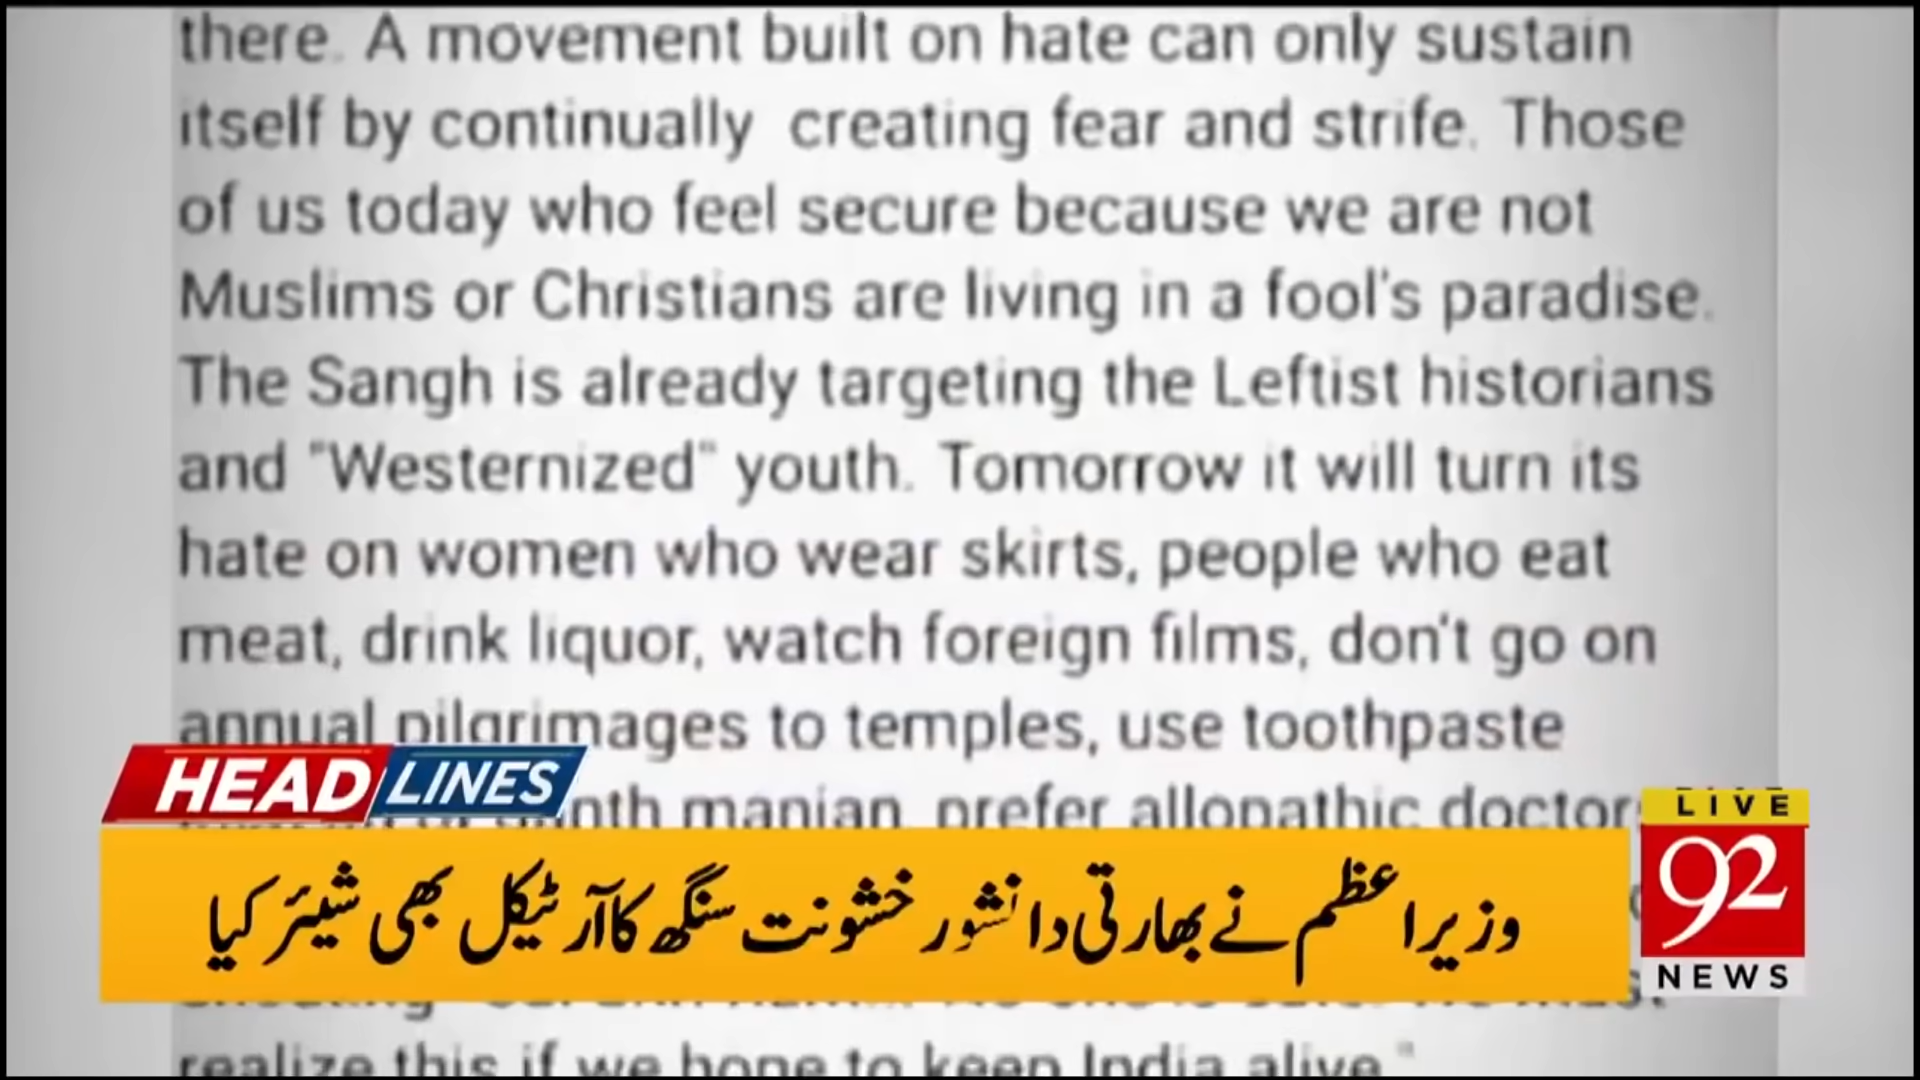 there. A movement built on hate can only sustain
itself by continually creating fear and strife. Those
of us today who feel secure because we are not
Muslims or Christians are living in a fool's paradise.
The Sangh is already targeting the Leftist historians
and "Westernized" youth. Tomorrow it will turn its
hate on women who wear skirts, people who eat
meat, drink liquor, watch foreign films, don't go on
annual pilgrimages to temples, use toothpaste
manjan, prefer allopathic doctors
HEADLINES
LIVE
وزیراعظم نے بھارتی دانشور خشونت سنگھ کا آرٹیکل بھی شیئر کیا
92
NEWS
realize this if we hope to keep India alive."